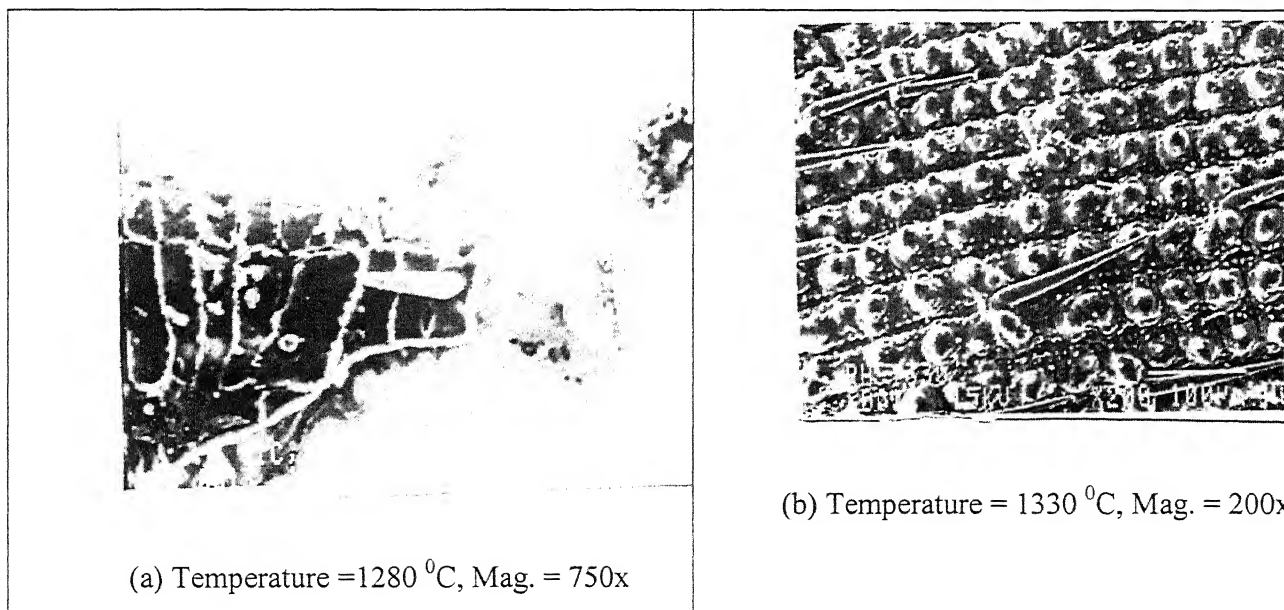 (a) Temperature =1280 ⁰C, Mag. = 750x
(b) Temperature = 1330 ⁰C, Mag. = 200x